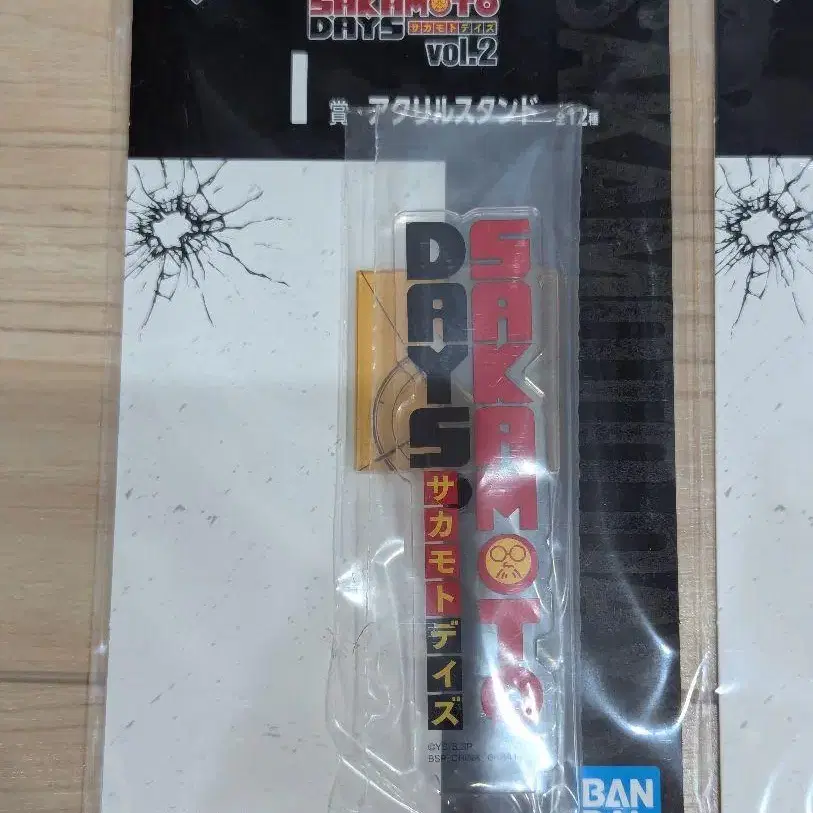 SAKAMOTO
DAYS サカモトデイズ
vol.2
I賞・アクリルスタンド 全12種
SAKAMOTO
DAYS
サカモトデイズ
BAN